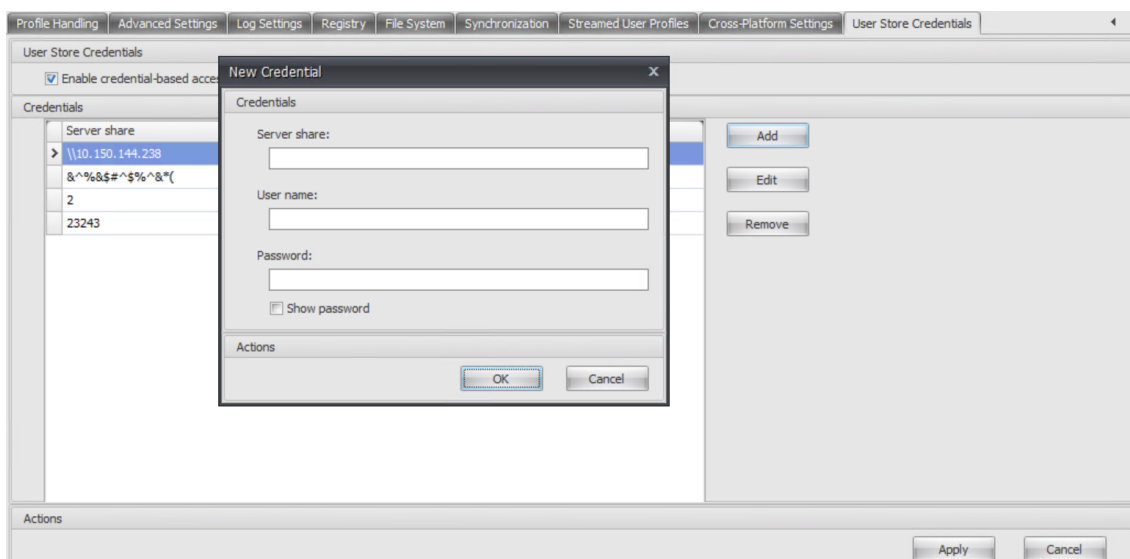 Profile Handling Advanced Settings Log Settings Registry File System Synchronization Streamed User Profiles Cross-Platform Settings User Store Credentials
User Store Credentials
Enable credential-based
New Credential x
Credentials
Credentials
Server share
Server share:
Add
\\10.150.144.238
&^%&$#^$%^&*(
Edit
User name:
2
23243
Remove
Password:
Show password
Actions
OK Cancel
Actions
Apply Cancel